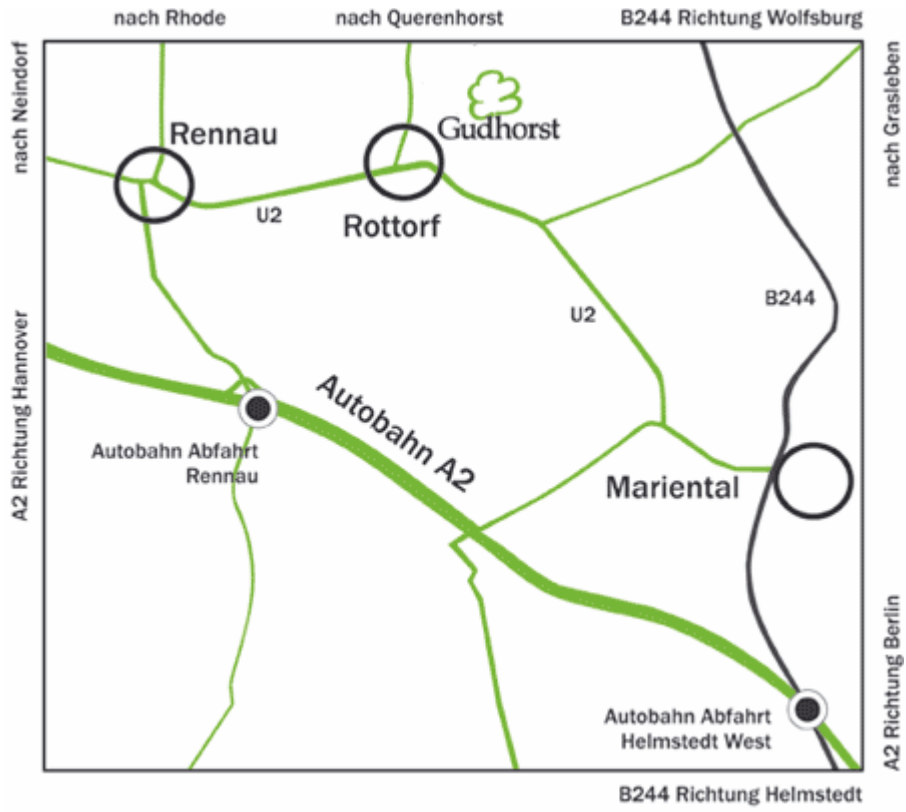 nach Rhode
nach Querenhorst
B244 Richtung Wolfsburg
nach Neindorf
nach Grasleben
Rennau
Gudhorst
U2
Rottorf
B244
U2
A2 Richtung Hannover
Autobahn A2
Autobahn Abfahrt
Rennau
Mariental
A2 Richtung Berlin
Autobahn Abfahrt
Helmstedt West
B244 Richtung Helmstedt